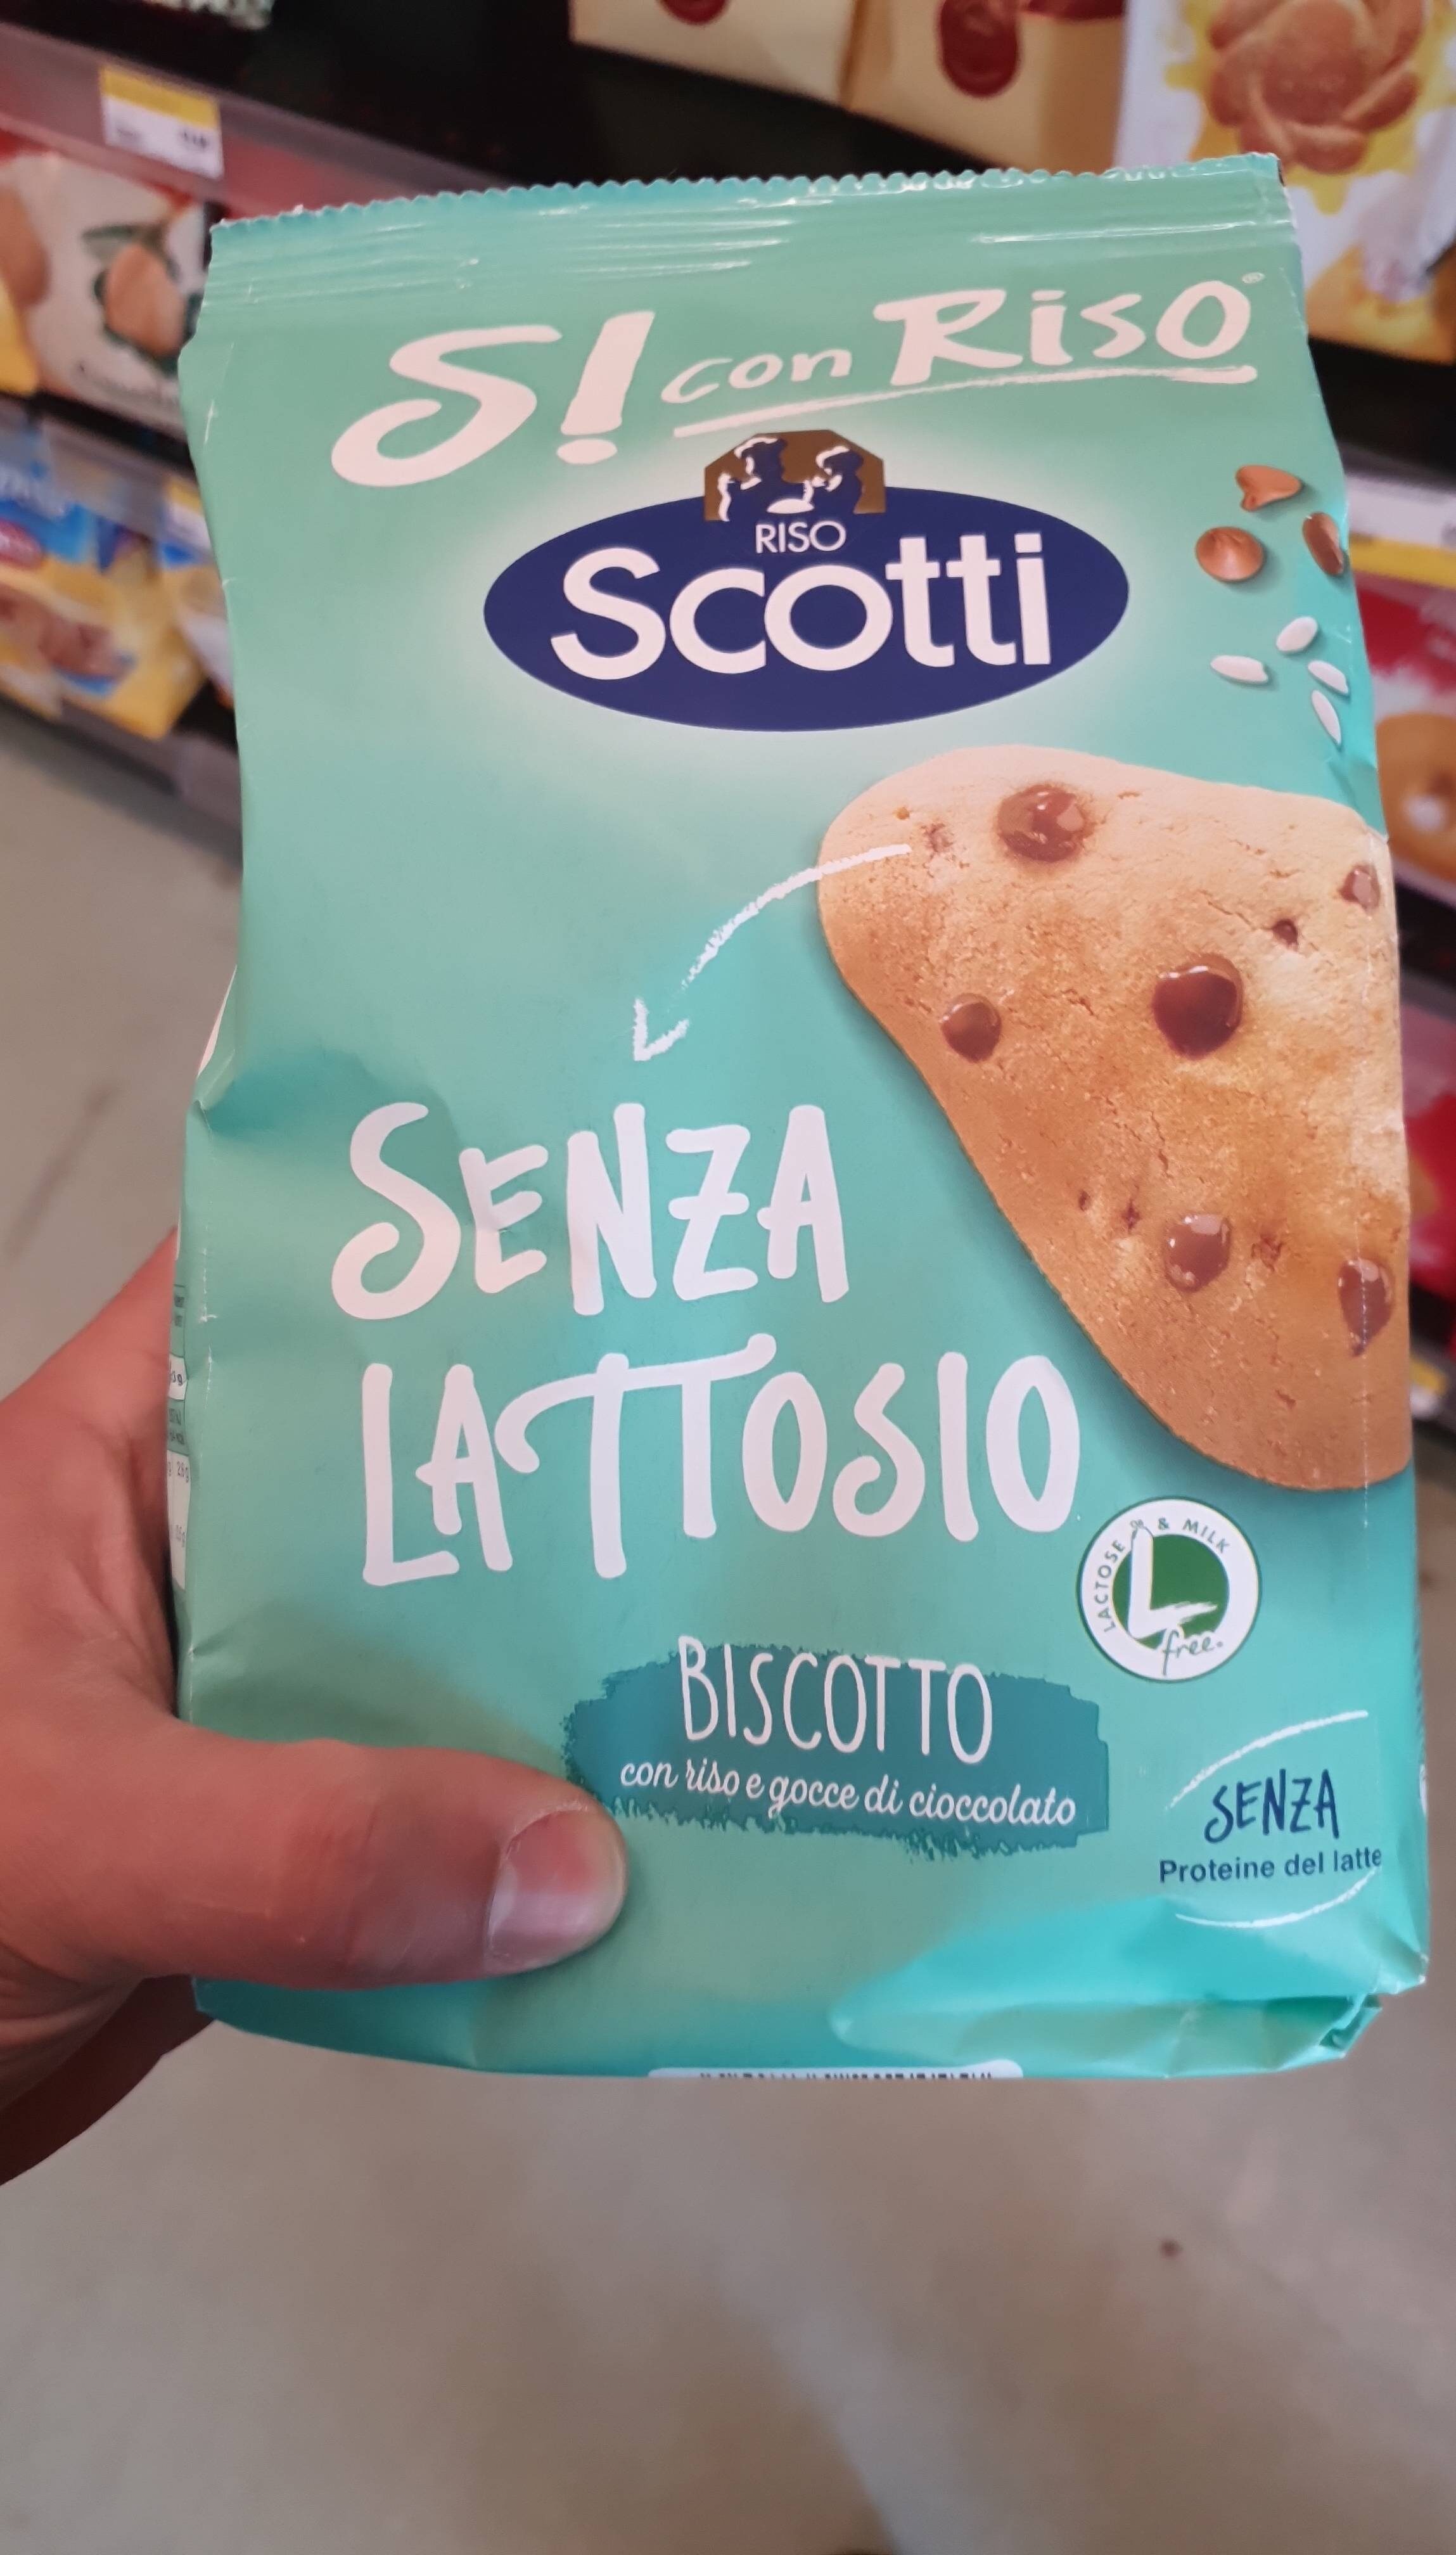 S! con Riso®
RISO
Scotti
SENZA
LATTOSIO
LACTOSE & MILK
free.
BISCOTTO
con riso e gocce di cioccolato
SENZA
Proteine del latte